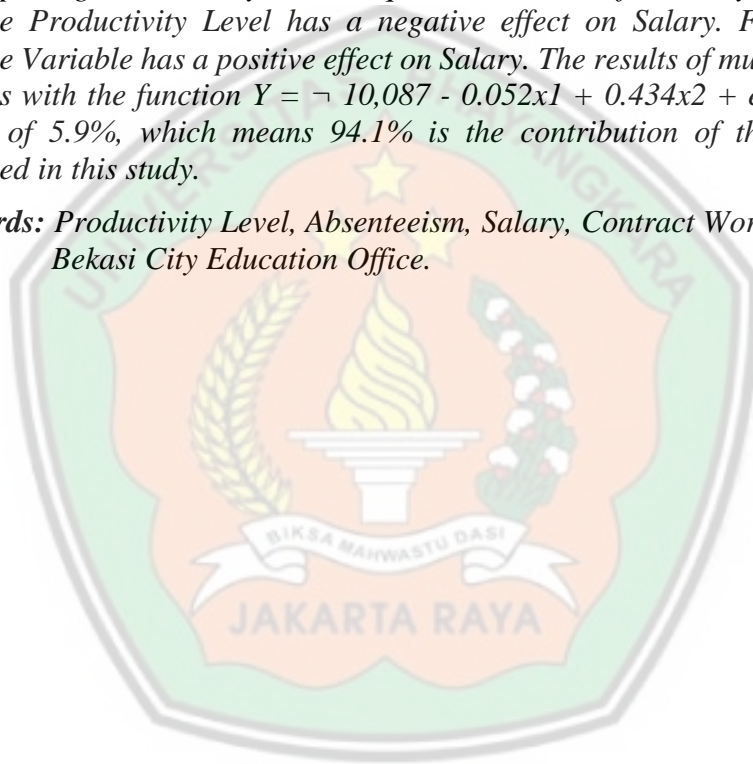 e Productivity Level has a negative effect on Salary. F
e Variable has a positive effect on Salary. The results of mu
s with the function Y = ¬ 10,087 - 0.052x1 + 0.434x2 + e
of 5.9%, which means 94.1% is the contribution of th
ed in this study.
rds: Productivity Level, Absenteeism, Salary, Contract Wor
Bekasi City Education Office.
UNIVERSITAS BHAYANGKARA
BIKSA MAHWASTU DASI
JAKARTA RAYA